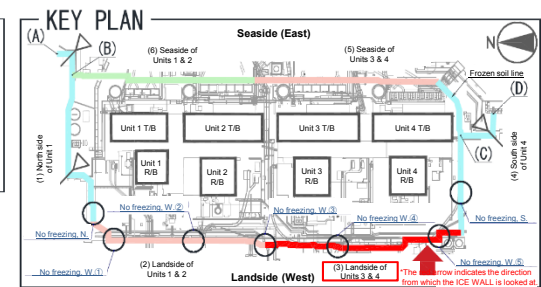 KEY PLAN
Seaside (East)
N
(A)
(B)
(6) Seaside of
Units 1 & 2
(5) Seaside of
Units 3 & 4
Frozen soil line
(D)
(C)
Unit 1 T/B
Unit 2 T/B
Unit 3 T/B
Unit 4 T/B
(1) North side
of Unit 1
(4) South side
of Unit 4
Unit 1
R/B
Unit 2
R/B
Unit 3
R/B
Unit 4
R/B
No freezing, N.
No freezing, W.①
No freezing, W.②
No freezing, W.③
No freezing, W.④
No freezing, W.⑤
No freezing, S.
(2) Landside of
Units 1 & 2
Landside (West)
(3) Landside of
Units 3 & 4
*The red arrow indicates the direction
from which the ICE WALL is looked at.